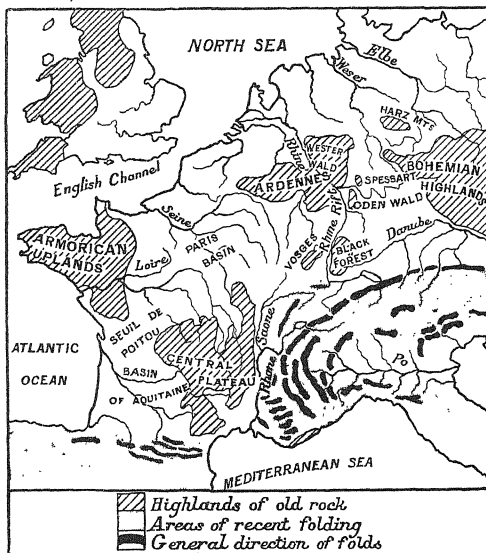 NORTH SEA
Elbe
Weser
HARZ MTS
English Channel
Rhine
WESTER
WALD
ARDENNES
BOHEMIAN
HIGHLANDS
SPESSART
ODEN WALD
Seine
Rhine Rift
Danube
ARMORICAN
UPLANDS
PARIS
BASIN
Loire
VOSGES
BLACK
FOREST
SEUIL DE
POITOU
Saone
ATLANTIC
OCEAN
CENTRAL
PLATEAU
BASIN
OF AQUITAINE
Rhone
Po
MEDITERRANEAN SEA
Highlands of old rock
Areas of recent folding
General direction of folds